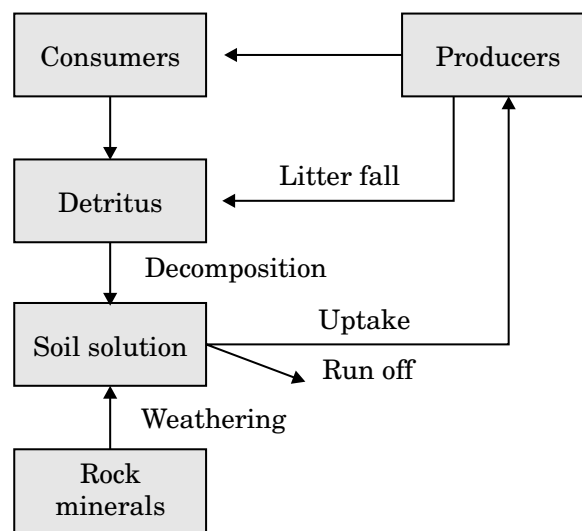 Consumers
Producers
Litter fall
Detritus
Decomposition
Uptake
Soil solution
Run off
Weathering
Rock
minerals